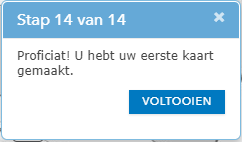 Stap 14 van 14
Proficiat! U hebt uw eerste kaart
gemaakt.
VOLTOOIEN